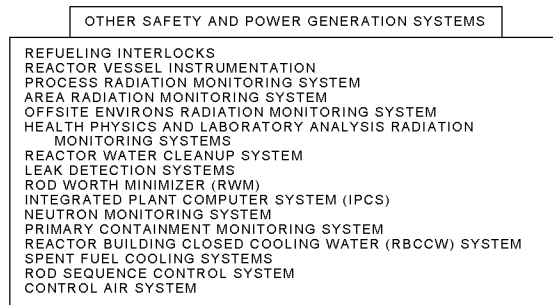 OTHER SAFETY AND POWER GENERATION SYSTEMS
REFUELING INTERLOCKS
REACTOR VESSEL INSTRUMENTATION
PROCESS RADIATION MONITORING SYSTEM
AREA RADIATION MONITORING SYSTEM
OFFSITE ENVIRONS RADIATION MONITORING SYSTEM
HEALTH PHYSICS AND LABORATORY ANALYSIS RADIATION
MONITORING SYSTEMS
REACTOR WATER CLEANUP SYSTEM
LEAK DETECTION SYSTEMS
ROD WORTH MINIMIZER (RWM)
INTEGRATED PLANT COMPUTER SYSTEM (IPCS)
NEUTRON MONITORING SYSTEM
PRIMARY CONTAINMENT MONITORING SYSTEM
REACTOR BUILDING CLOSED COOLING WATER (RBCCW) SYSTEM
SPENT FUEL COOLING SYSTEMS
ROD SEQUENCE CONTROL SYSTEM
CONTROL AIR SYSTEM